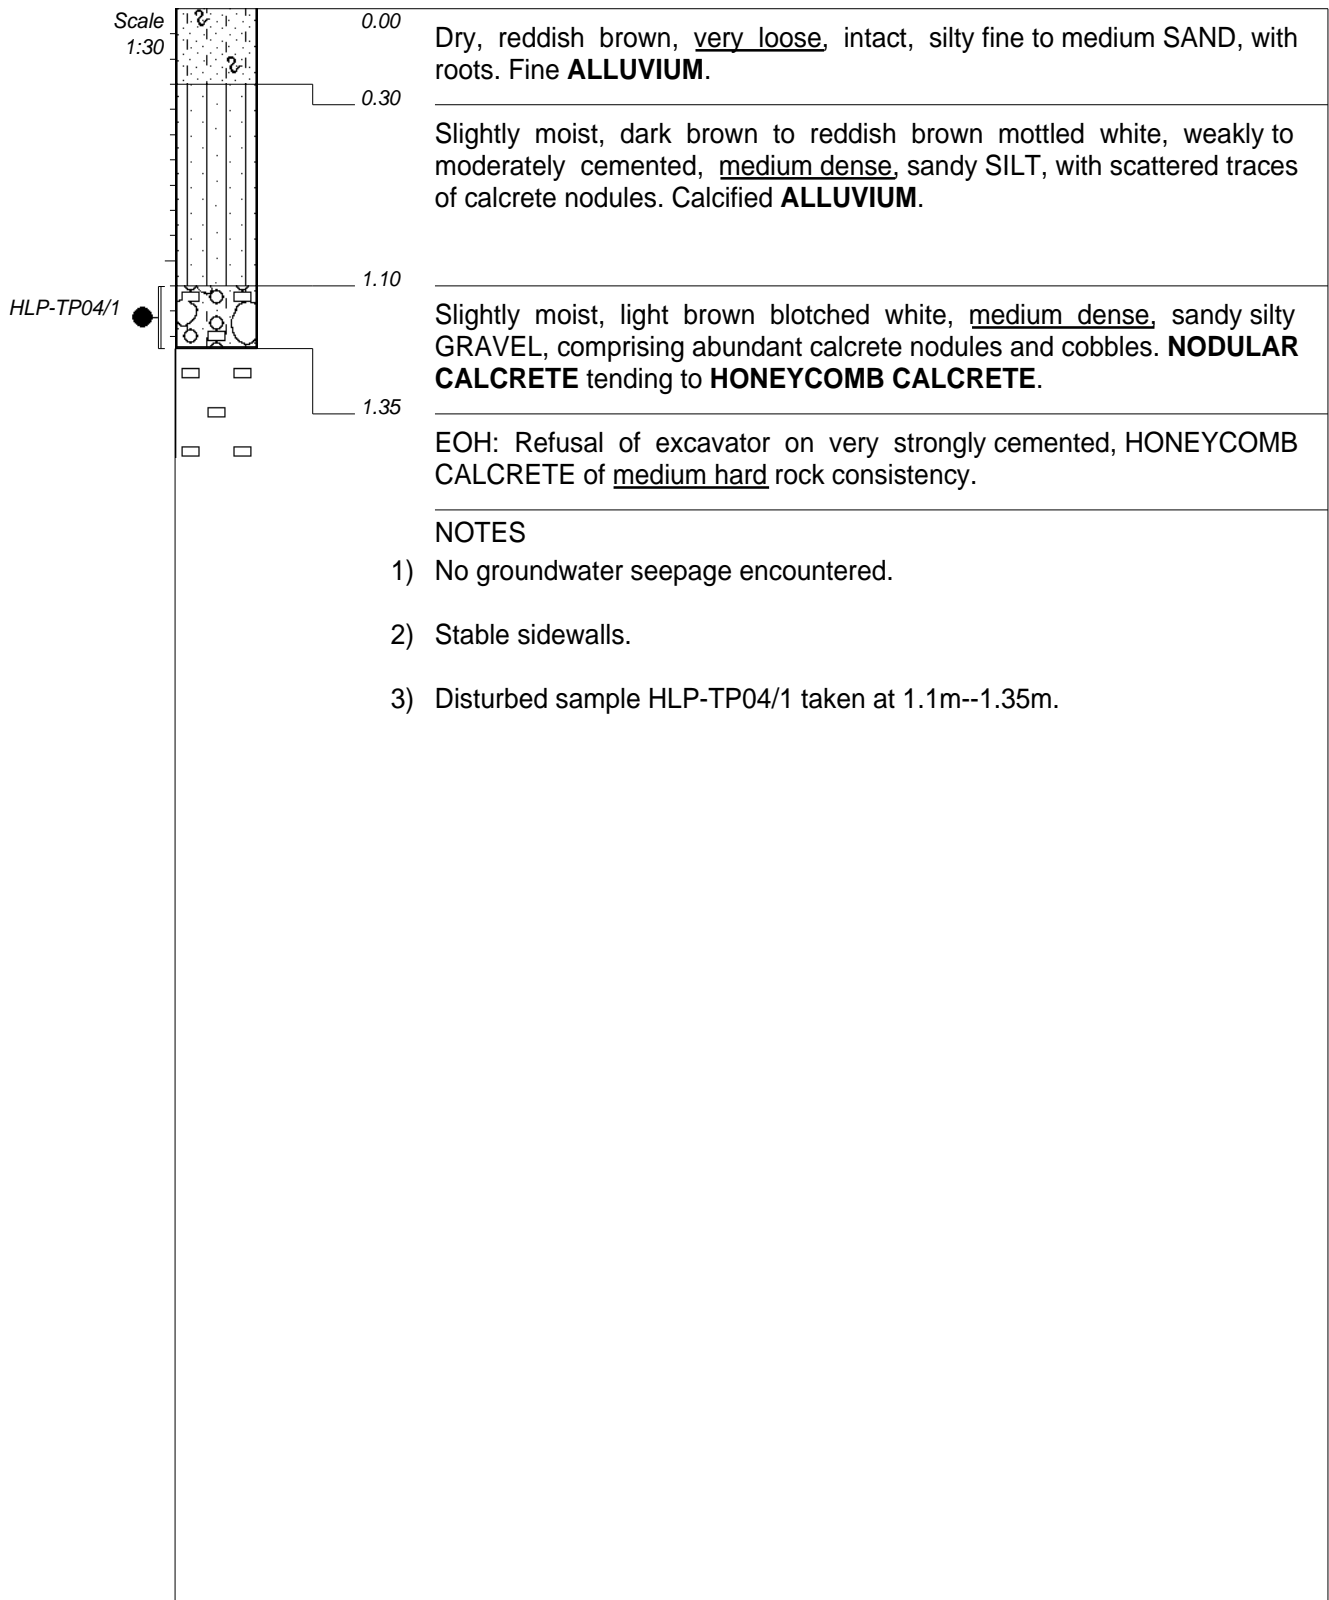 Scale
1:30
0.00
Dry, reddish brown, very loose, intact, silty fine to medium SAND, with
roots. Fine ALLUVIUM.
0.30
Slightly moist, dark brown to reddish brown mottled white, weakly to
moderately cemented, medium dense, sandy SILT, with scattered traces
of calcrete nodules. Calcified ALLUVIUM.
1.10
HLP-TP04/1
Slightly moist, light brown blotched white, medium dense, sandy silty
GRAVEL, comprising abundant calcrete nodules and cobbles. NODULAR
CALCRETE tending to HONEYCOMB CALCRETE.
1.35
EOH: Refusal of excavator on very strongly cemented, HONEYCOMB
CALCRETE of medium hard rock consistency.
NOTES
1) No groundwater seepage encountered.
2) Stable sidewalls.
3) Disturbed sample HLP-TP04/1 taken at 1.1m--1.35m.